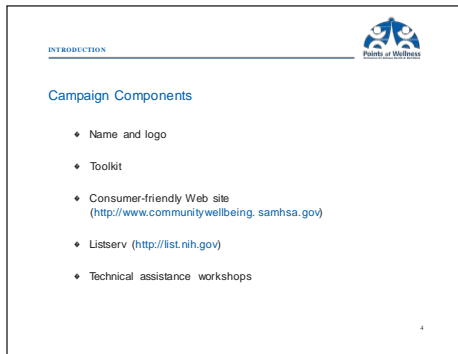 INTRODUCTION
Points of Wellness
Campaign Components
Name and logo
Toolkit
Consumer-friendly Web site
(http://www.communitywellbeing. samhsa.gov)
Listserv (http://list.nih.gov)
Technical assistance workshops
4